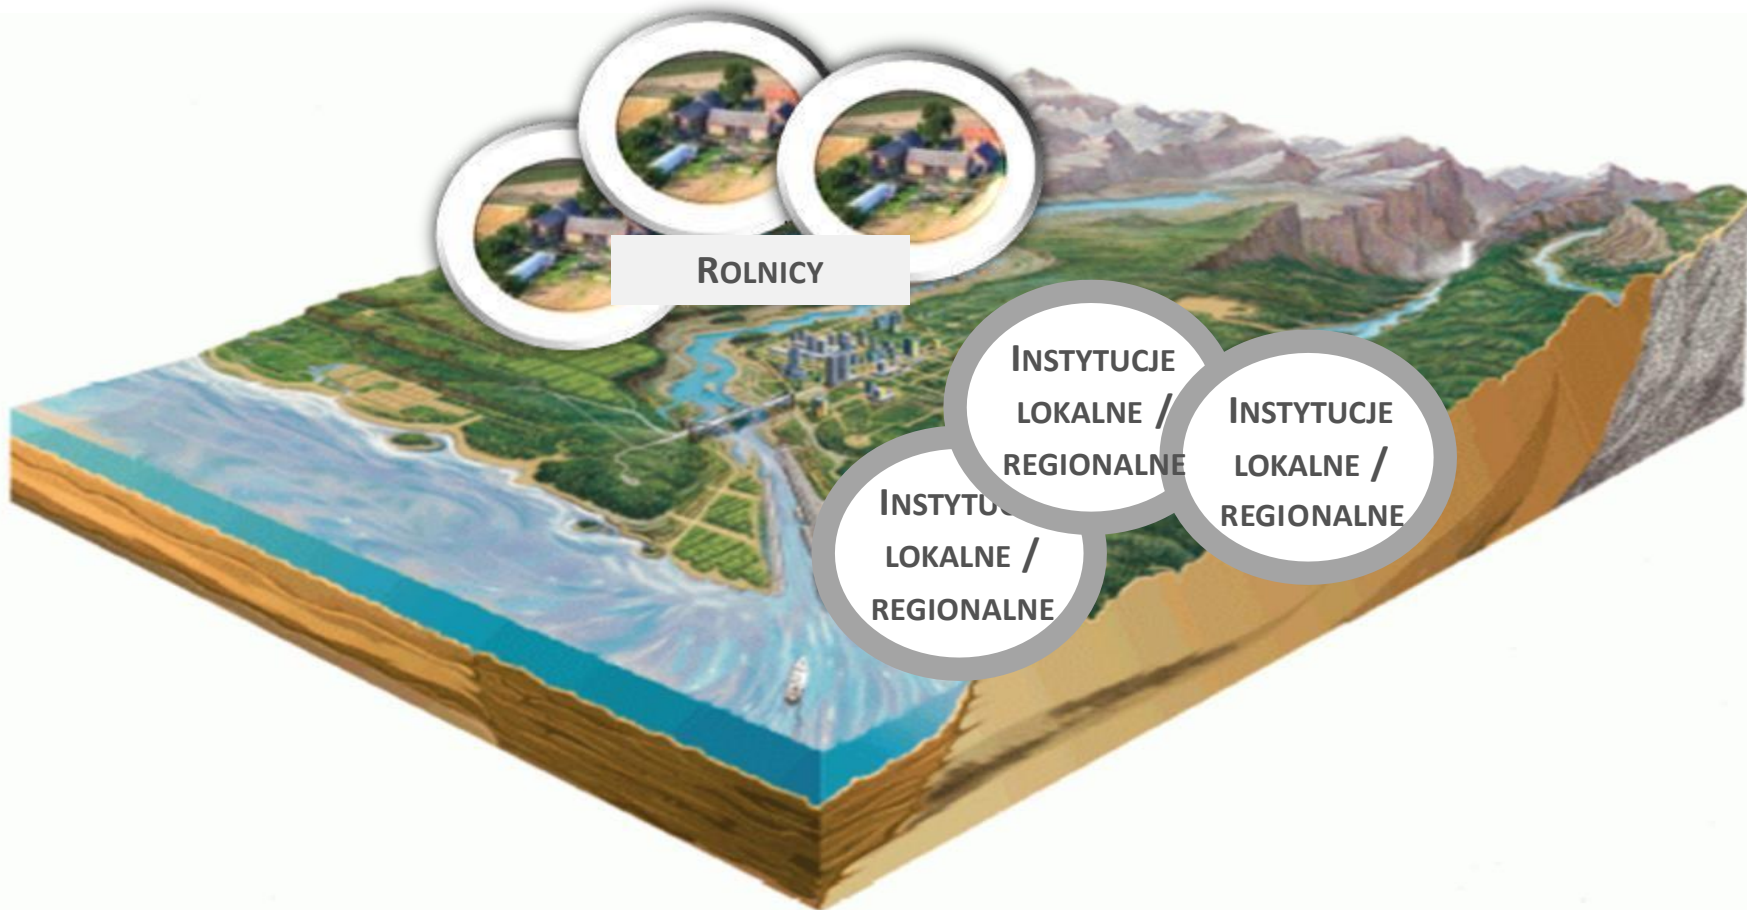 ROLNICY
INSTYTUCJE
LOKALNE /
REGIONALNE
INSTYTUCJE
LOKALNE /
REGIONALNE
LOKALNE /
REGIONALNE